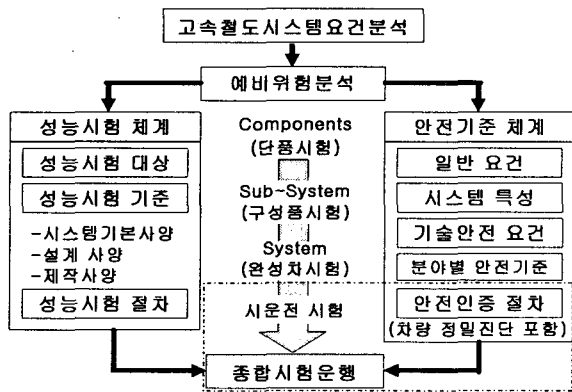 고속철도시스템요건분석
예비위험분석
성능시험 체계
성능시험 대상
성능시험 기준
-시스템기본사양
-설계 사양
-제작사양
성능시험 절차
Components
(단품시험)
Sub-System
(구성품시험)
System
(완성차시험)
시운전 시험
안전기준 체계
일반 요건
시스템 특성
기술안전 요건
분야별 안전기준
안전인증 절차
(차량 정밀진단 포함)
종합시험운행